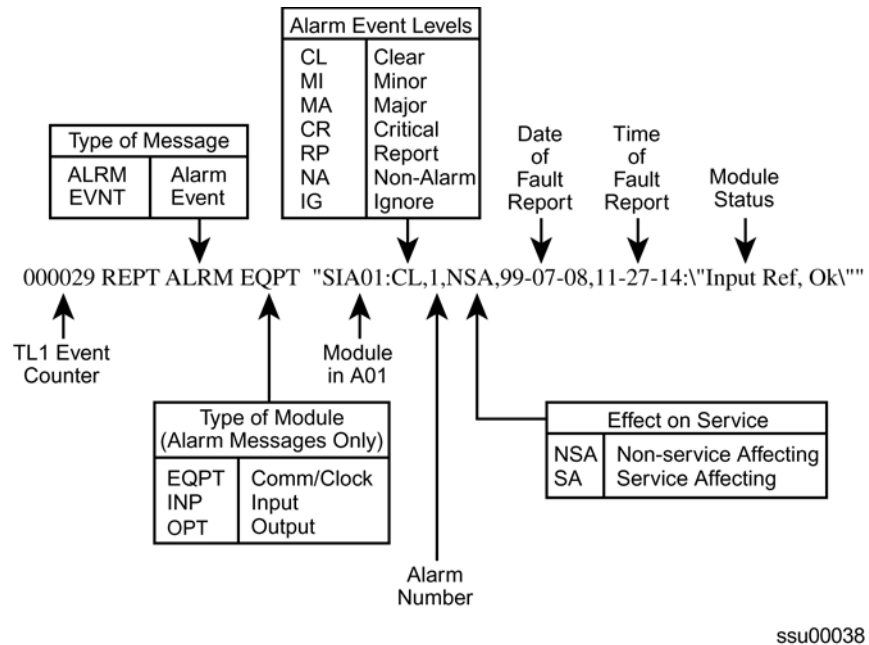 Alarm Event Levels
CL Clear
MI Minor
MA Major
CR Critical
RP Report
NA Non-Alarm
IG Ignore
Type of Message
ALRM Alarm
EVNT Event
Date
of
Fault
Report
Time
of
Fault
Report
Module
Status
000029 REPT ALRM EQPT "SIA01:CL,1,NSA,99-07-08,11-27-14:\"Input Ref, Ok\""
TL1 Event
Counter
Module
in A01
Type of Module
(Alarm Messages Only)
EQPT Comm/Clock
INP Input
OPT Output
Effect on Service
NSA Non-service Affecting
SA Service Affecting
Alarm
Number
ssu00038